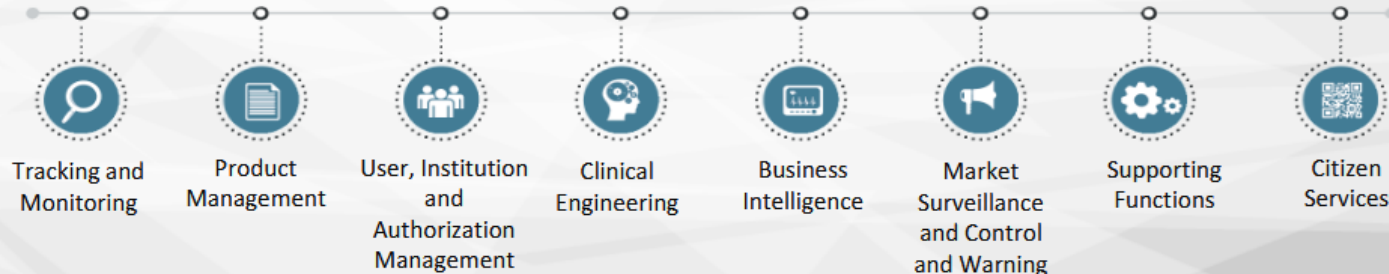 Tracking and
Monitoring
Product
Management
User, Institution
and
Authorization
Management
Clinical
Engineering
Business
Intelligence
Market
Surveillance
and Control
and Warning
Supporting
Functions
Citizen
Services